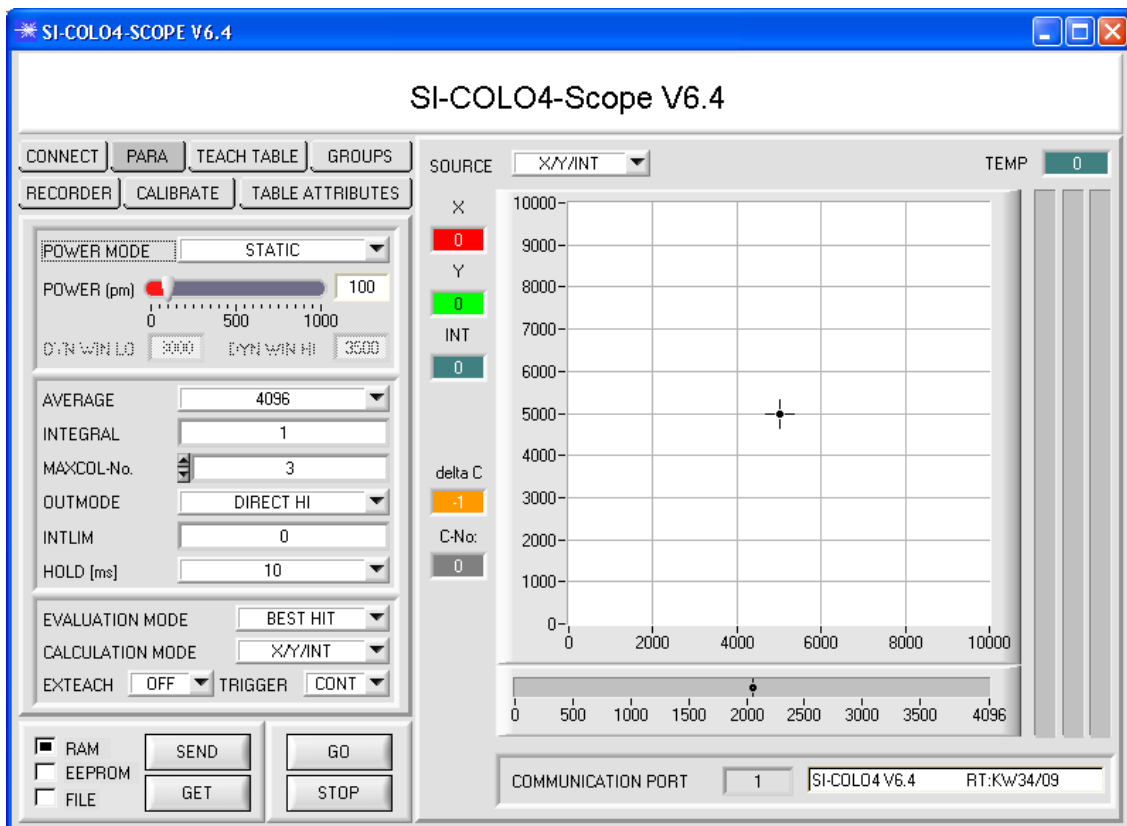 SI-COLO4-SCOPE V6.4
SI-COLO4-Scope V6.4
CONNECT PARA TEACH TABLE GROUPS
RECORDER CALIBRATE TABLE ATTRIBUTES
POWER MODE STATIC
POWER (pm) 100
0 500 1000
DYN WIN LO 3000 DYN WIN HI 3500
AVERAGE 4096
INTEGRAL 1
MAXCOL-No. 3
OUTMODE DIRECT HI
INTLIM 0
HOLD [ms] 10
EVALUATION MODE BEST HIT
CALCULATION MODE X/Y/INT
EXTEACH OFF TRIGGER CONT
RAM
EEPROM
FILE
SEND
GET
GO
STOP
SOURCE X/Y/INT
TEMP 0
X
0
Y
0
INT
0
delta C
-1
C-No:
0
10000
9000
8000
7000
6000
5000
4000
3000
2000
1000
0
0 2000 4000 6000 8000 10000
0 500 1000 1500 2000 2500 3000 3500 4096
COMMUNICATION PORT 1 SI-COLO4 V6.4 RT:KW34/09